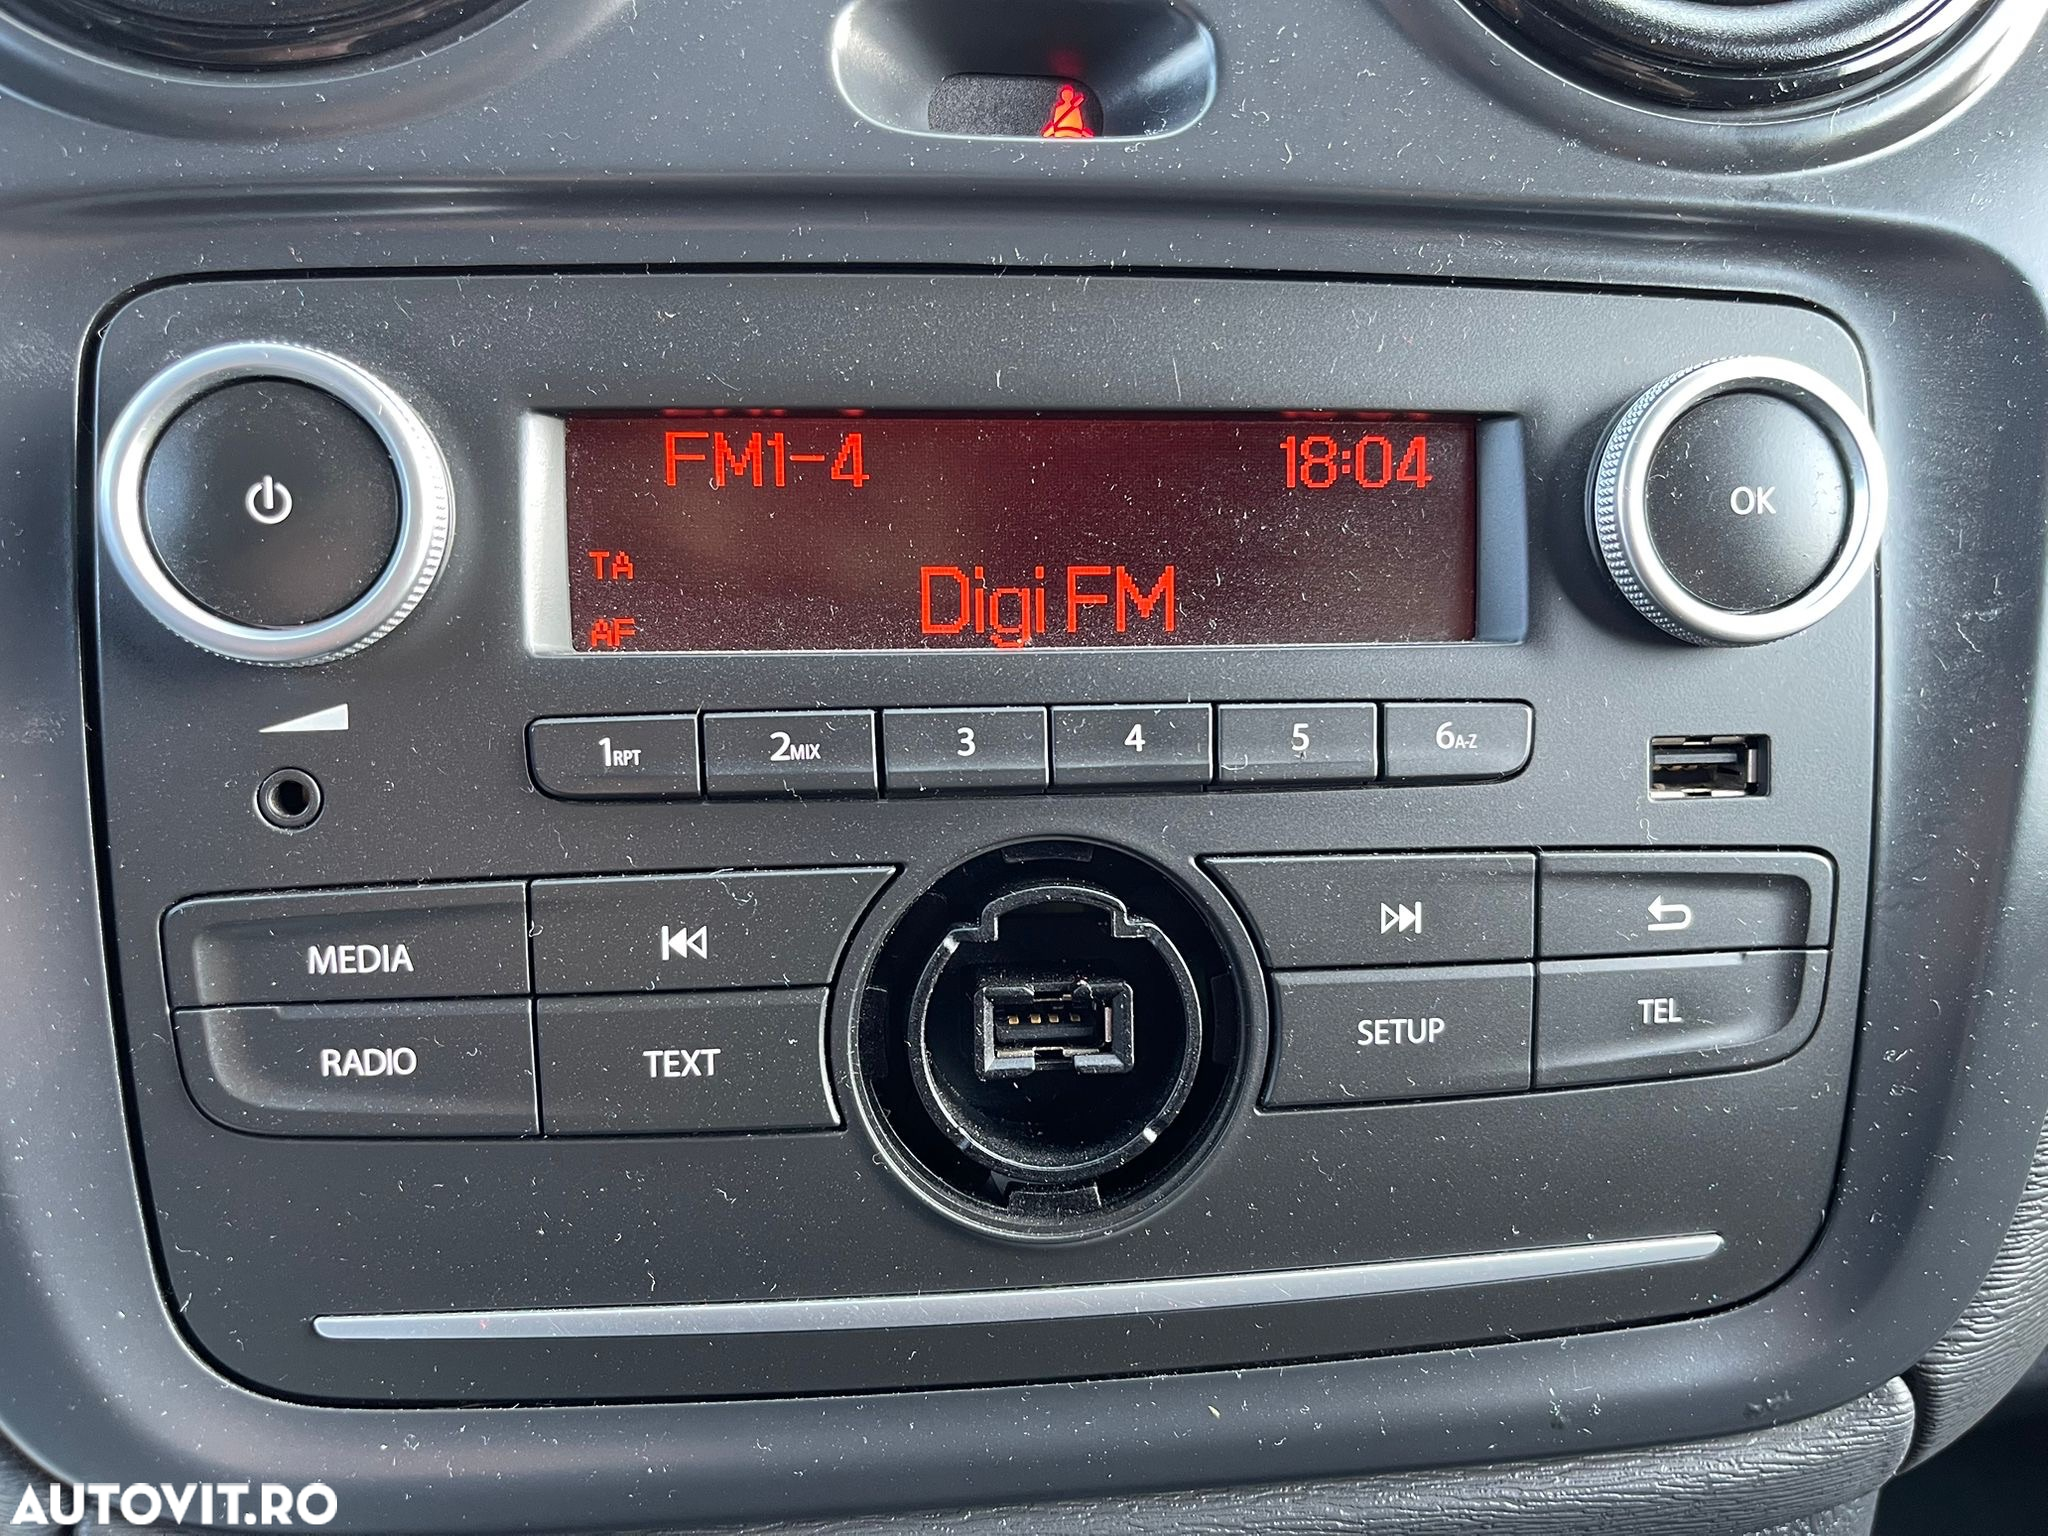 FM1-4 18:04
TA
Digi FM
AF
OK
1RPT 2MIX 3 4 5 6A-Z
MEDIA
RADIO TEXT SETUP TEL
AUTOVIT.RO